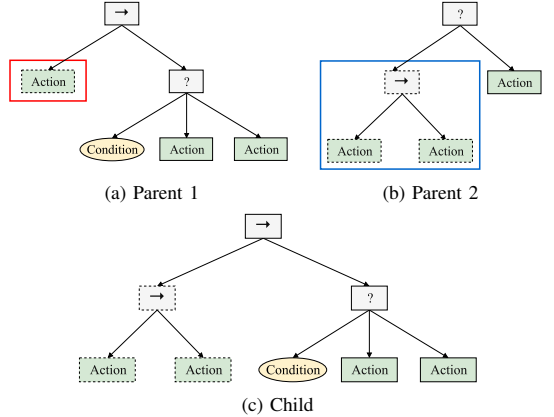 → ?
Action ? → Action
Condition Action Action Action Action
(a) Parent 1 (b) Parent 2
→
→ ?
Action Action Condition Action Action
(c) Child